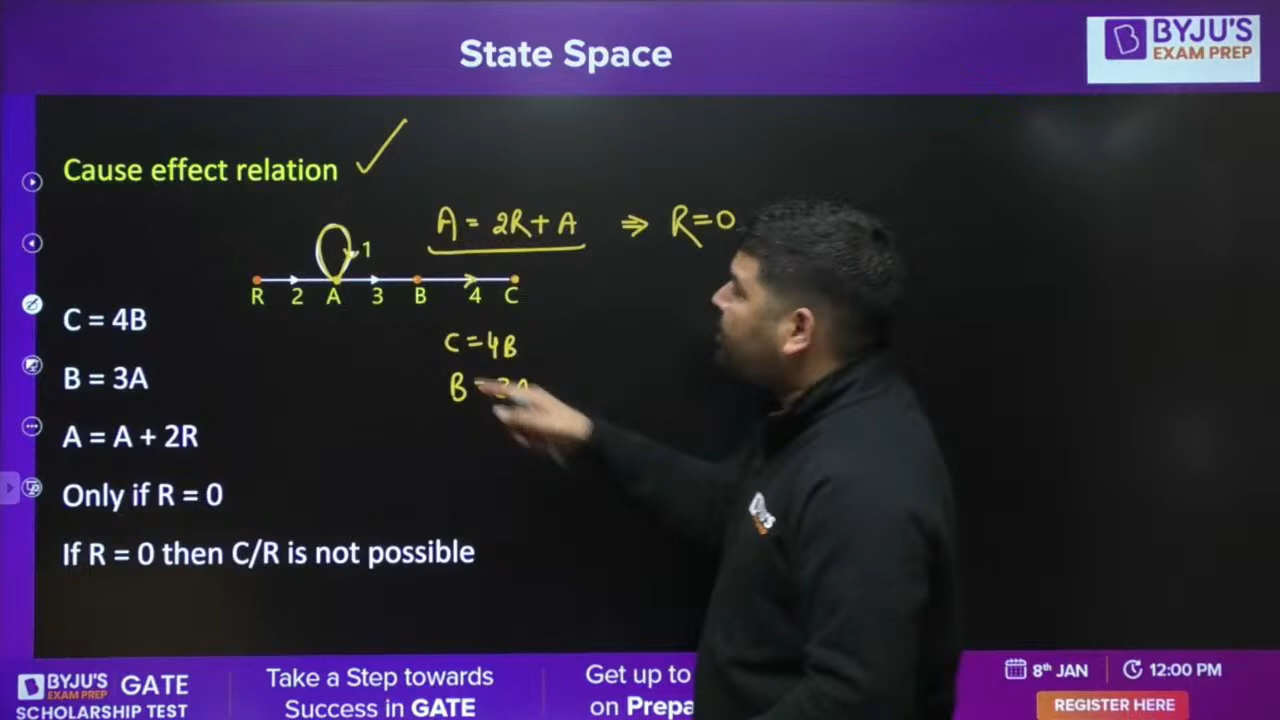 State Space
BYJU'S
EXAM PREP
Cause effect relation
A = 2R + A ⇒ R = 0
1
R 2 A 3 B 4 C
C = 4B
C = 4B
B = 3A
B =
A = A + 2R
Only if R = 0
If R = 0 then C/R is not possible
BYJU'S
EXAM PREP
GATE
SCHOLARSHIP TEST
Take a Step towards
Success in GATE
Get up to
on Prepa
8th JAN
12:00 PM
REGISTER HERE